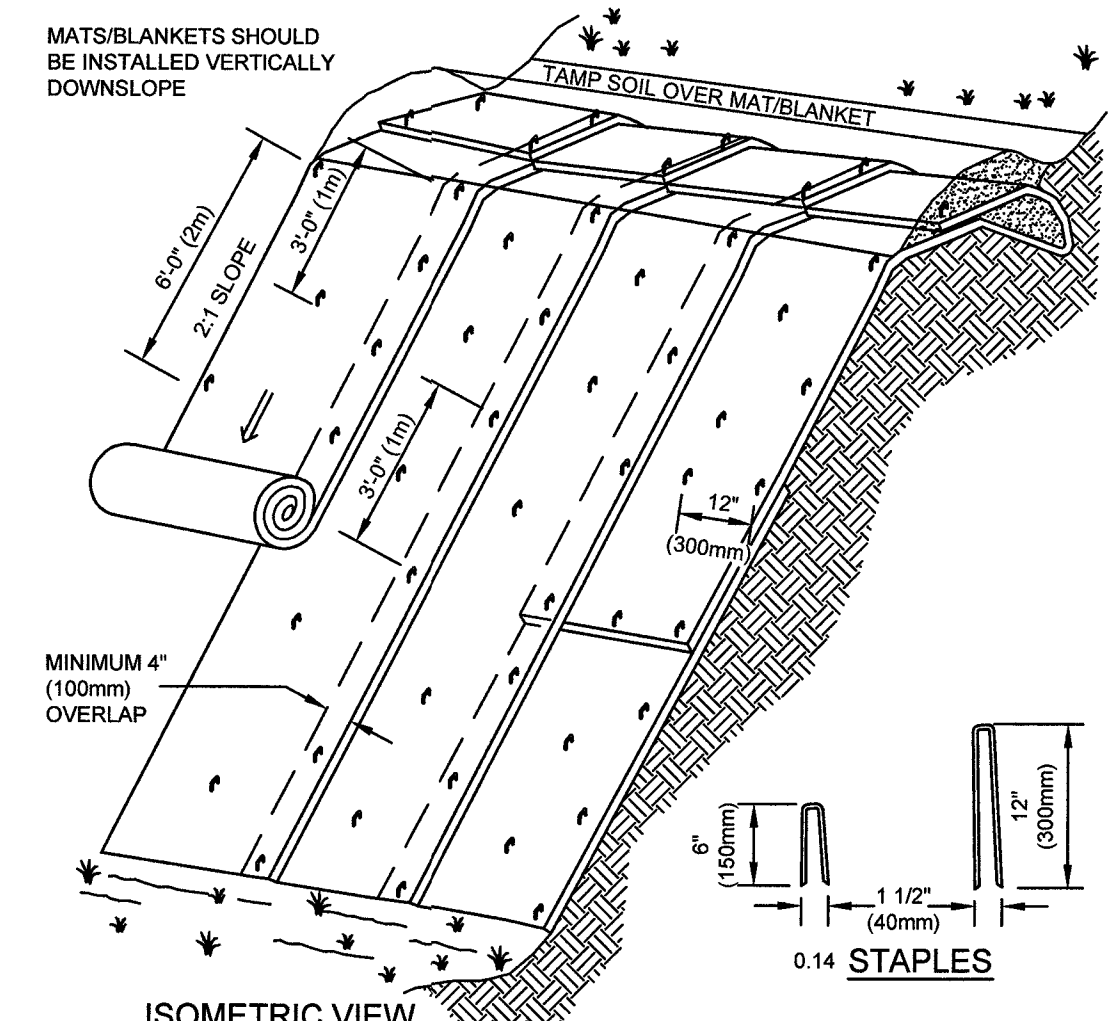 MATS/BLANKETS SHOULD
BE INSTALLED VERTICALLY
DOWNSLOPE
TAMP SOIL OVER MAT/BLANKET
6'-0" (2m)
2:1 SLOPE
3'-0" (1m)
3'-0" (1m)
12"
(300mm)
MINIMUM 4"
(100mm)
OVERLAP
6"
(150mm)
12"
(300mm)
1 1/2"
(40mm)
0.14 STAPLES
ISOMETRIC VIEW